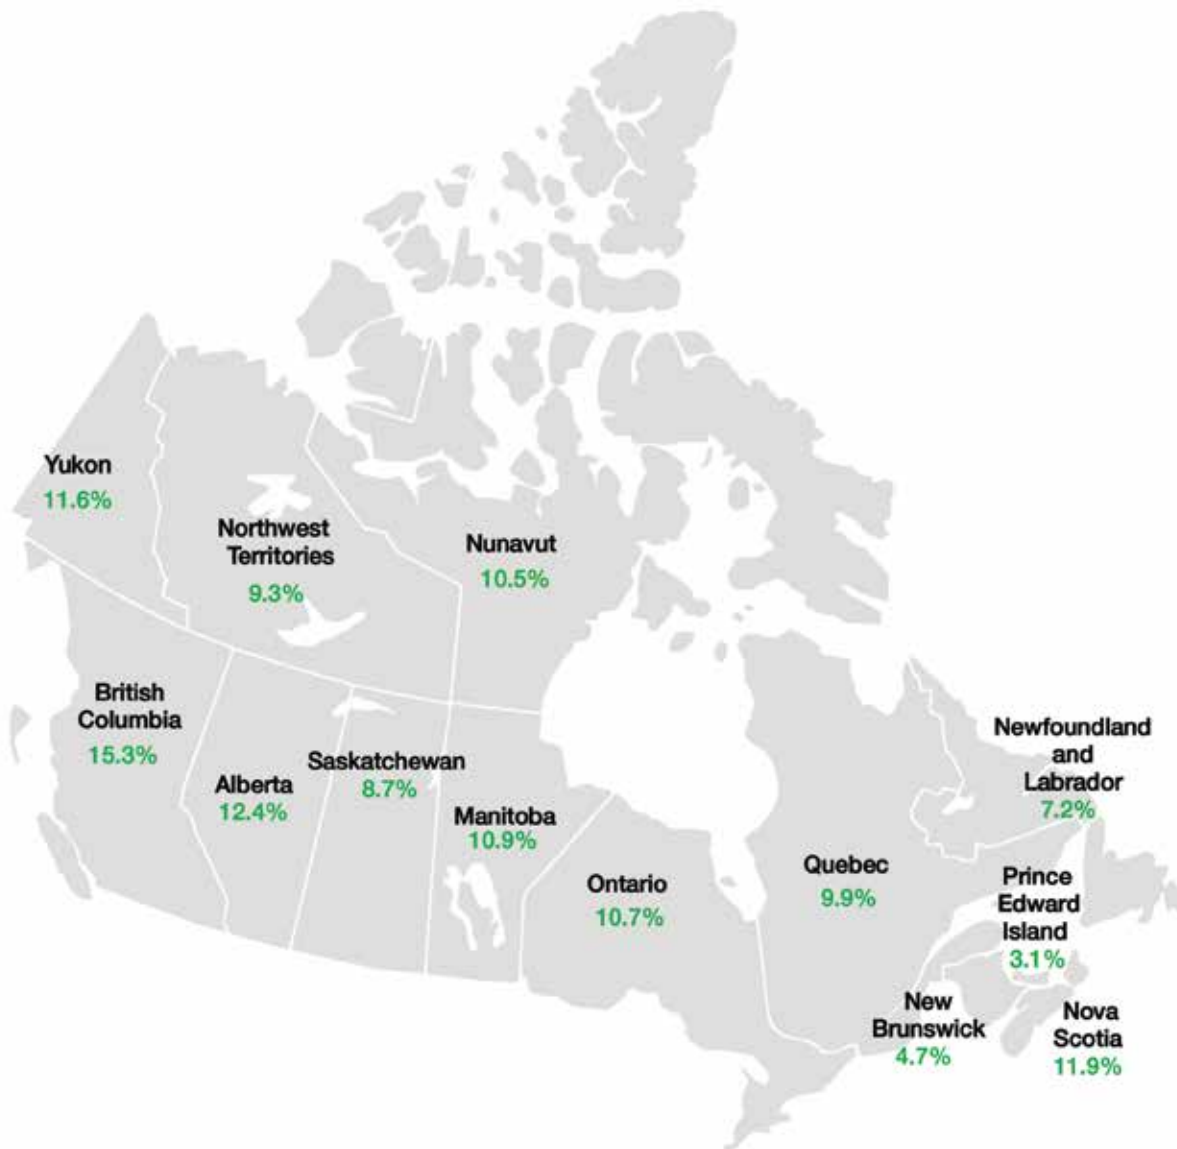 Yukon
11.6%
Northwest
Territories
9.3%
Nunavut
10.5%
British
Columbia
15.3%
Alberta
12.4%
Saskatchewan
8.7%
Manitoba
10.9%
Ontario
10.7%
Quebec
9.9%
Newfoundland
and
Labrador
7.2%
Prince
Edward
Island
3.1%
New
Brunswick
4.7%
Nova
Scotia
11.9%